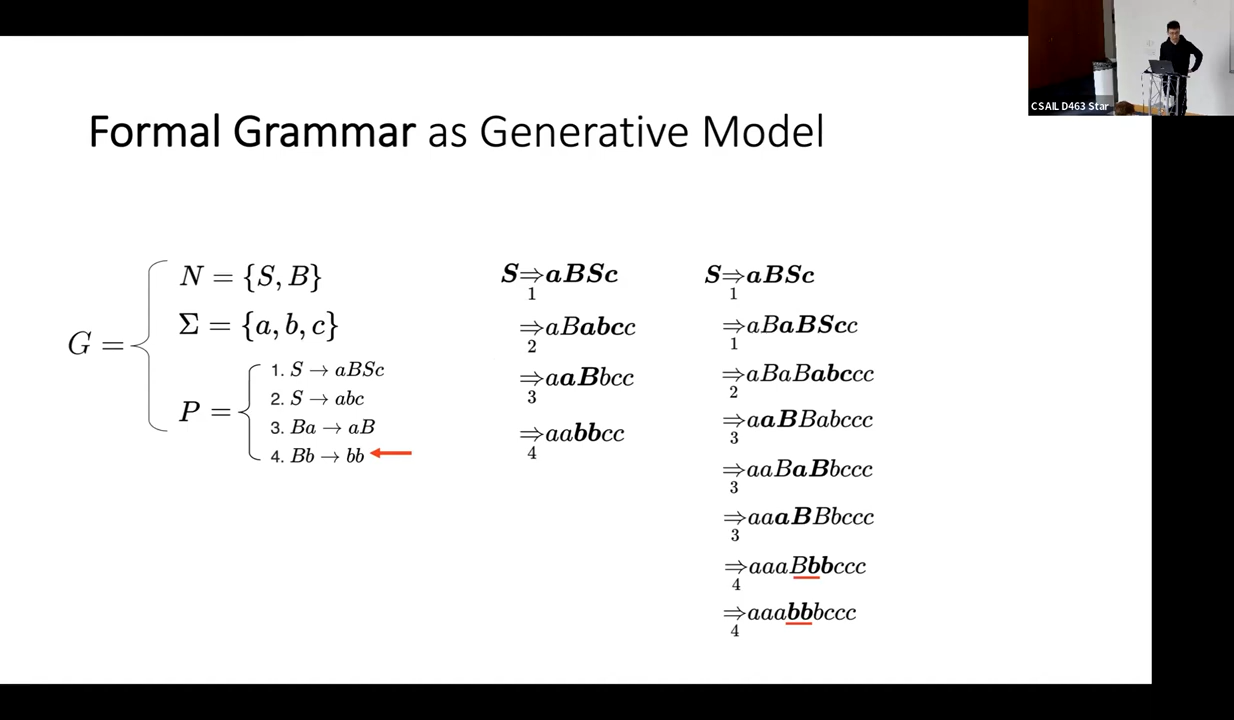 CSAIL D463 Star
Formal Grammar as Generative Model
G =
N = {S, B}
Σ = {a, b, c}
P =
1. S → aBSc
2. S → abc
3. Ba → aB
4. Bb → bb
S⇒aBSc
1
⇒aBabcc
2
⇒aaBbcc
3
⇒aabbcc
4
S⇒aBSc
1
⇒aBaBScc
1
⇒aBaBabccc
2
⇒aaBBabccc
3
⇒aaBaBbccc
3
⇒aaaBBbccc
3
⇒aaaBbbccc
4
⇒aaabbbccc
4